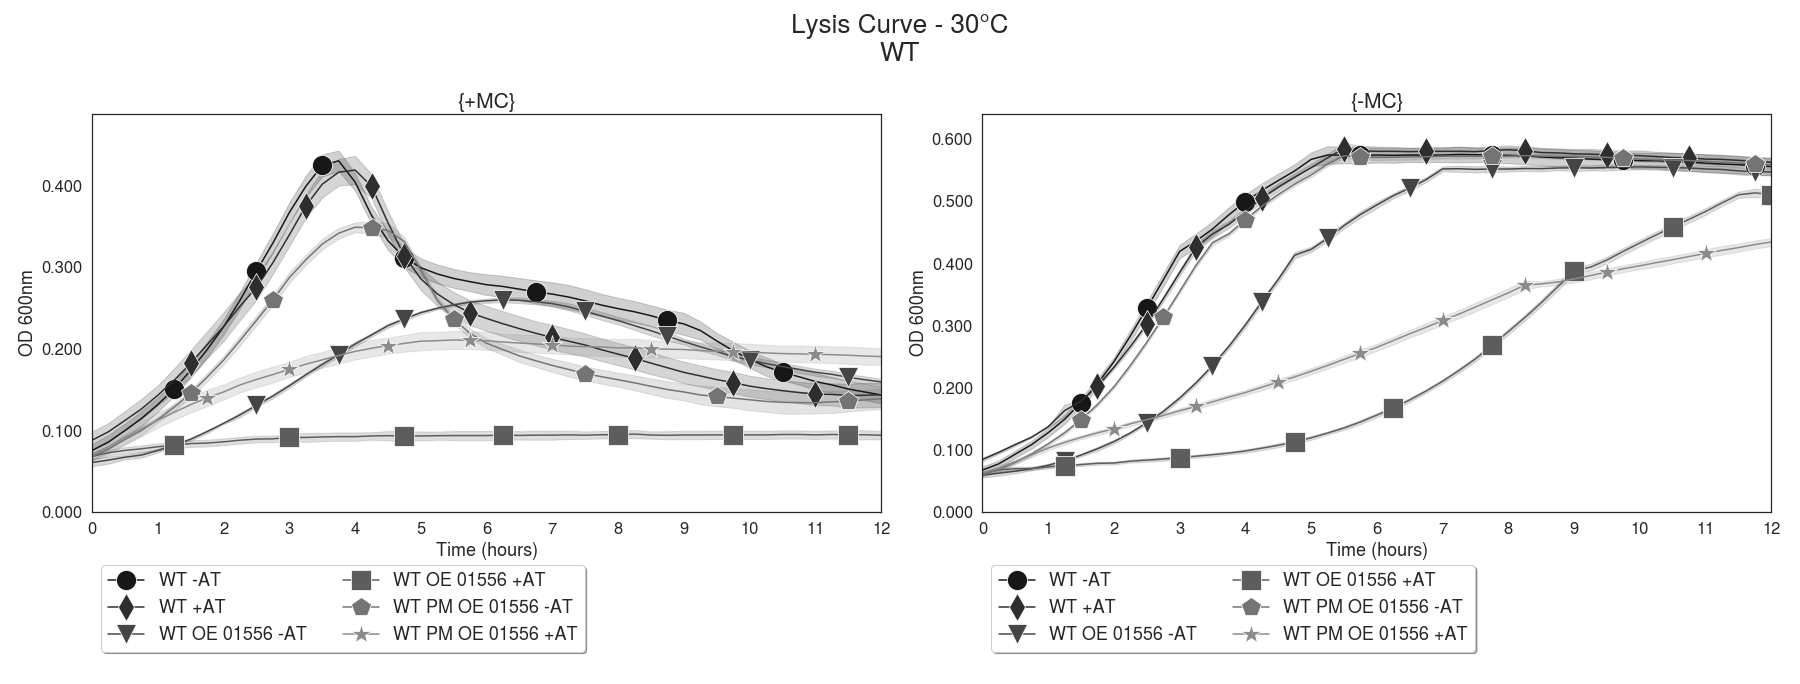 Lysis Curve - 30°C
WT
{+MC}
OD 600nm
0.400
0.300
0.200
0.100
0.000
0 1 2 3 4 5 6 7 8 9 10 11 12
Time (hours)
WT -AT
WT +AT
WT OE 01556 -AT
WT OE 01556 +AT
WT PM OE 01556 -AT
WT PM OE 01556 +AT
{-MC}
OD 600nm
0.600
0.500
0.400
0.300
0.200
0.100
0.000
0 1 2 3 4 5 6 7 8 9 10 11 12
Time (hours)
WT -AT
WT +AT
WT OE 01556 -AT
WT OE 01556 +AT
WT PM OE 01556 -AT
WT PM OE 01556 +AT